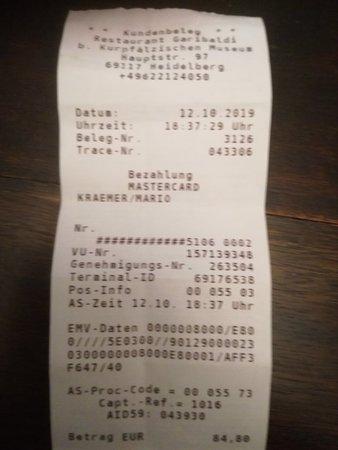 * * Kundenbeleg * *
Restaurant Garibaldi
b. Kurpfälzischen Museum
Hauptstr. 97
69117 Heidelberg
+49622124050
Datum: 12.10.2019
Uhrzeit: 18:37:29 Uhr
Beleg-Nr. 3126
Trace-Nr. 043306
Bezahlung
MASTERCARD
KRAEMER/MARIO
Nr.
############5106 0002
VU-Nr. 157139348
Genehmigungs-Nr. 263504
Terminal-ID 69176538
Pos-Info 00 055 03
AS-Zeit 12.10. 18:37 Uhr
EMV-Daten 0000008000/E80
0////5E0300//90129000023
0300000008000E80001/AFF3
F647/40
AS-Proc-Code = 00 055 73
Capt.-Ref.= 1016
AID59: 043930
Betrag EUR 84,80